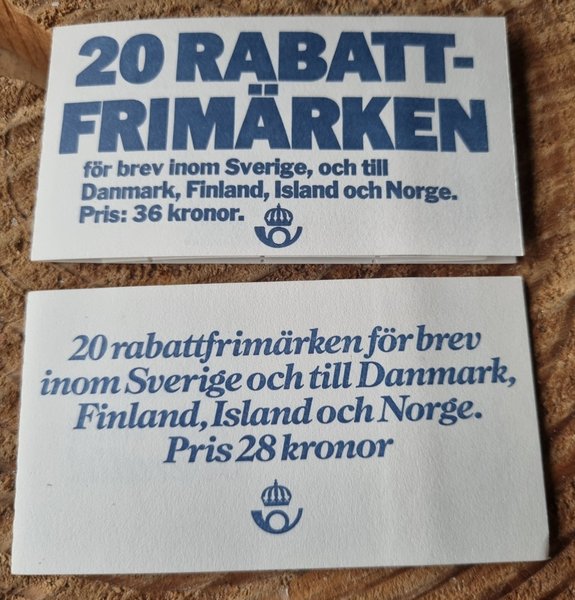 20 RABATT-
FRIMÄRKEN
för brev inom Sverige, och till
Danmark, Finland, Island och Norge.
Pris: 36 kronor.
20 rabattfrimärken för brev
inom Sverige och till Danmark,
Finland, Island och Norge.
Pris 28 kronor